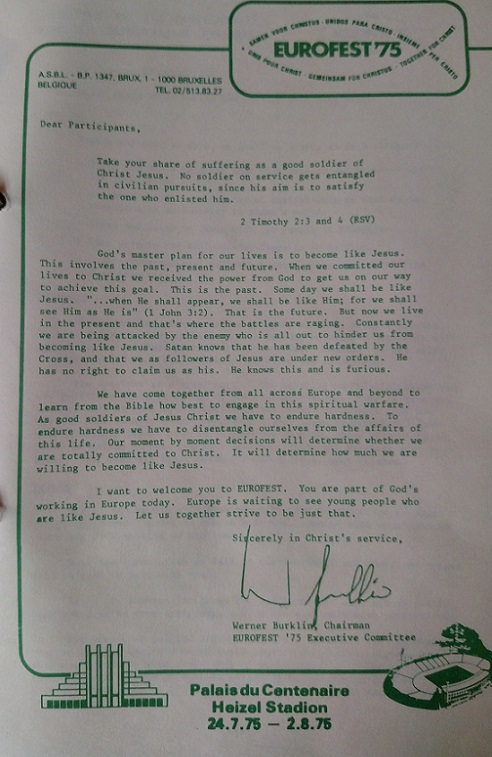 SAMEN VOOR CHRISTUS · UNIDOS PARA CRISTO · INSIEME PER CRISTO
EUROFEST '75
UNIR POUR CHRIST · GEMEINSAM FÜR CHRISTUS · TOGETHER FOR CHRIST
A.S.B.L. - B.P. 1347, BRUX. 1 - 1000 BRUXELLES
BELGIQUE TEL. 02/513.83.27
Dear Participants,
Take your share of suffering as a good soldier of
Christ Jesus. No soldier on service gets entangled
in civilian pursuits, since his aim is to satisfy
the one who enlisted him.
2 Timothy 2:3 and 4 (RSV)
God's master plan for our lives is to become like Jesus.
This involves the past, present and future. When we committed our
lives to Christ we received the power from God to get us on our way
to achieve this goal. This is the past. Some day we shall be like
Jesus. "...when He shall appear, we shall be like Him; for we shall
see Him as He is" (1 John 3:2). That is the future. But now we live
in the present and that's where the battles are raging. Constantly
we are being attacked by the enemy who is all out to hinder us from
becoming like Jesus. Satan knows that he has been defeated by the
Cross, and that we as followers of Jesus are under new orders. He
has no right to claim us as his. He knows this and is furious.
We have come together from all across Europe and beyond to
learn from the Bible how best to engage in this spiritual warfare.
As good soldiers of Jesus Christ we have to endure hardness. To
endure hardness we have to disentangle ourselves from the affairs of
this life. Our moment by moment decisions will determine whether we
are totally committed to Christ. It will determine how much we are
willing to become like Jesus.
I want to welcome you to EUROFEST. You are part of God's
working in Europe today. Europe is waiting to see young people who
are like Jesus. Let us together strive to be just that.
Sincerely in Christ's service,
Werner Burklin, Chairman
EUROFEST '75 Executive Committee
Palais du Centenaire
Heizel Stadion
24.7.75 — 2.8.75